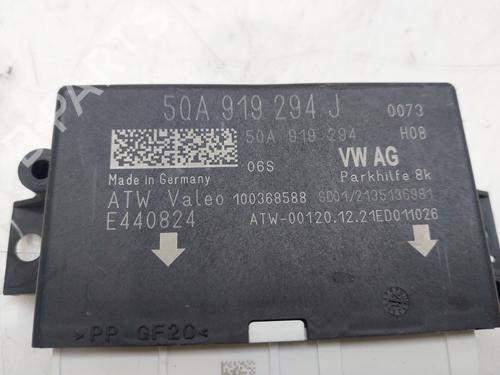 5QA 919 294 J
0073
5QA 919 294
H08
06S
VW AG
Made in Germany
Parkhilfe 8k
ATW Valeo 100368588 SD01/2135136981
E440824
ATW-00120.12.21ED011026
>PP GF20<